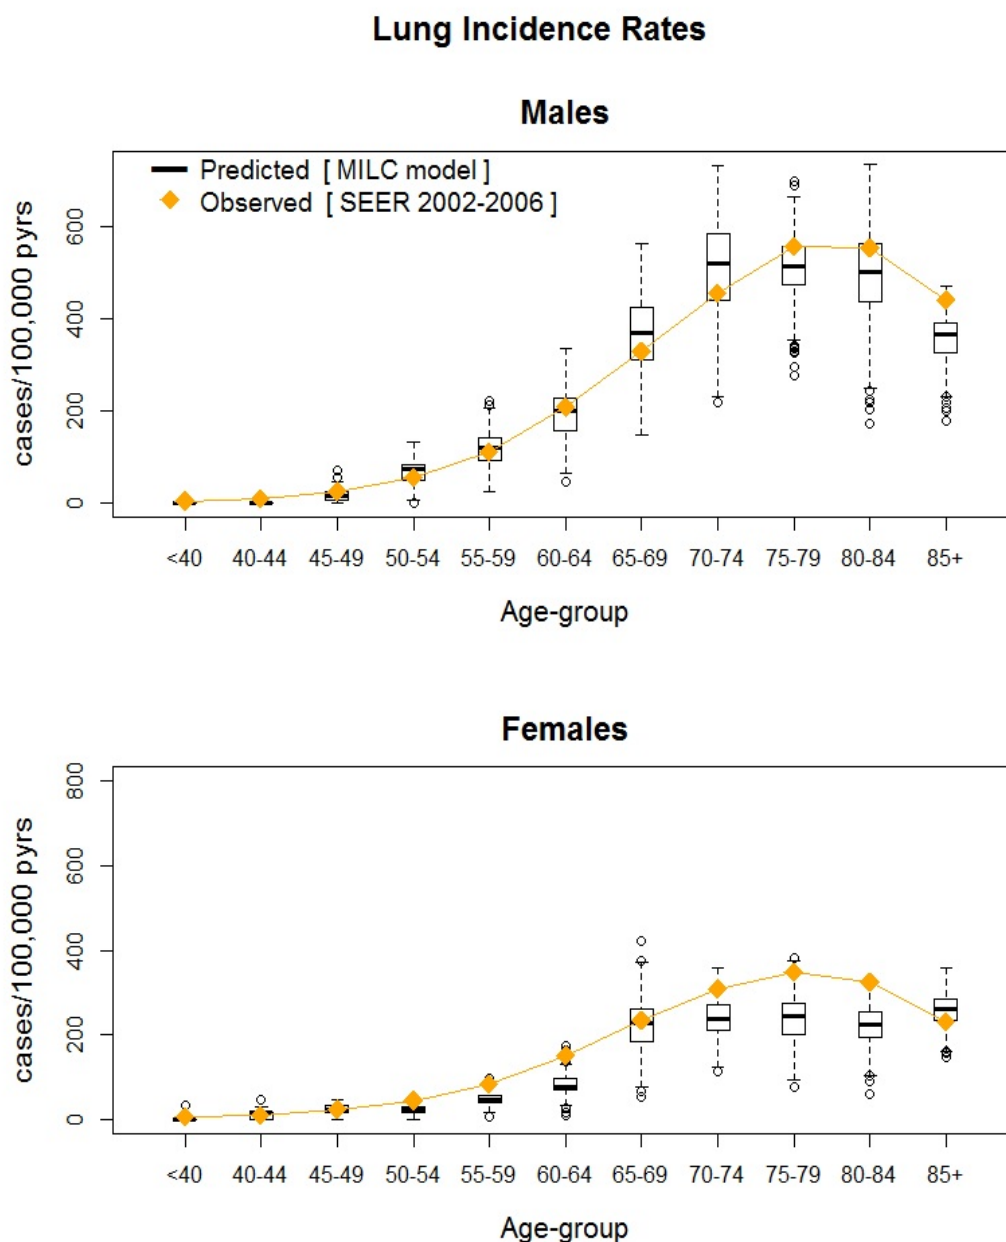 Lung Incidence Rates
Males
Predicted [ MILC model ]
Observed [ SEER 2002-2006 ]
cases/100,000 pyrs
600
400
200
0
<40 40-44 45-49 50-54 55-59 60-64 65-69 70-74 75-79 80-84 85+
Age-group
Females
cases/100,000 pyrs
800
600
400
200
0
<40 40-44 45-49 50-54 55-59 60-64 65-69 70-74 75-79 80-84 85+
Age-group